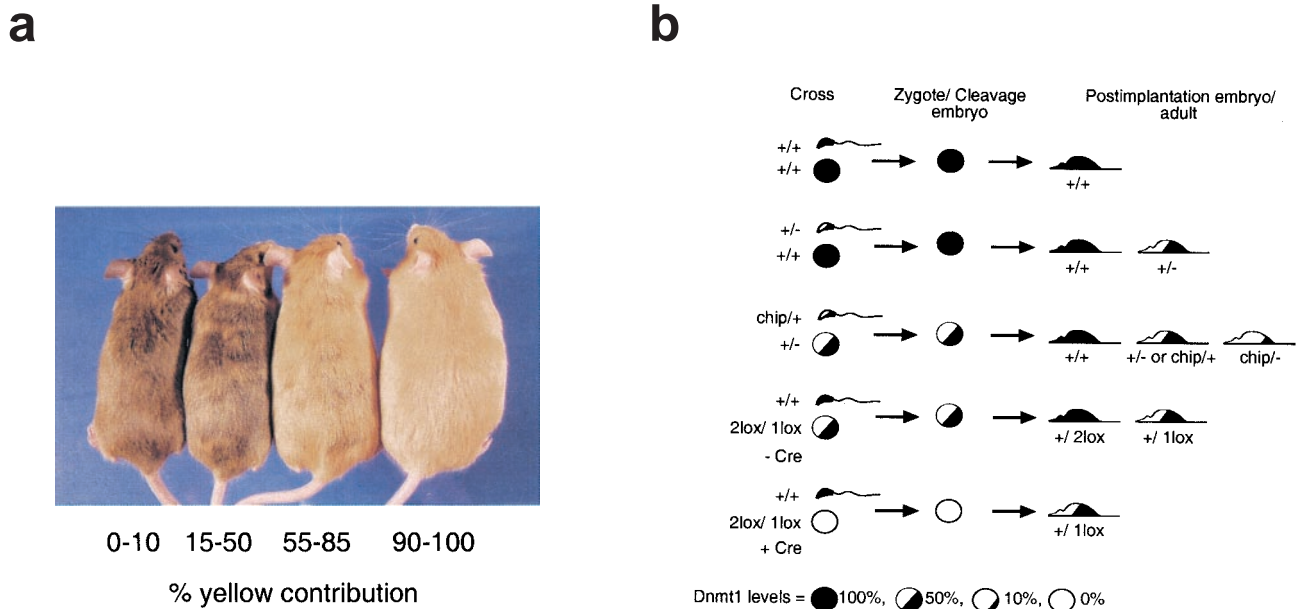 a
0-10 15-50 55-85 90-100
% yellow contribution
b
Cross Zygote/ Cleavage embryo Postimplantation embryo/ adult
+/+
+/+
+/+
+/-
+/+
+/+ +/-
chip/+
+/-
+/+ +/- or chip/+ chip/-
+/+
2lox/ 1lox
- Cre
+/ 2lox +/ 1lox
+/+
2lox/ 1lox
+ Cre
+/ 1lox
Dnmt1 levels = 100%, 50%, 10%, 0%